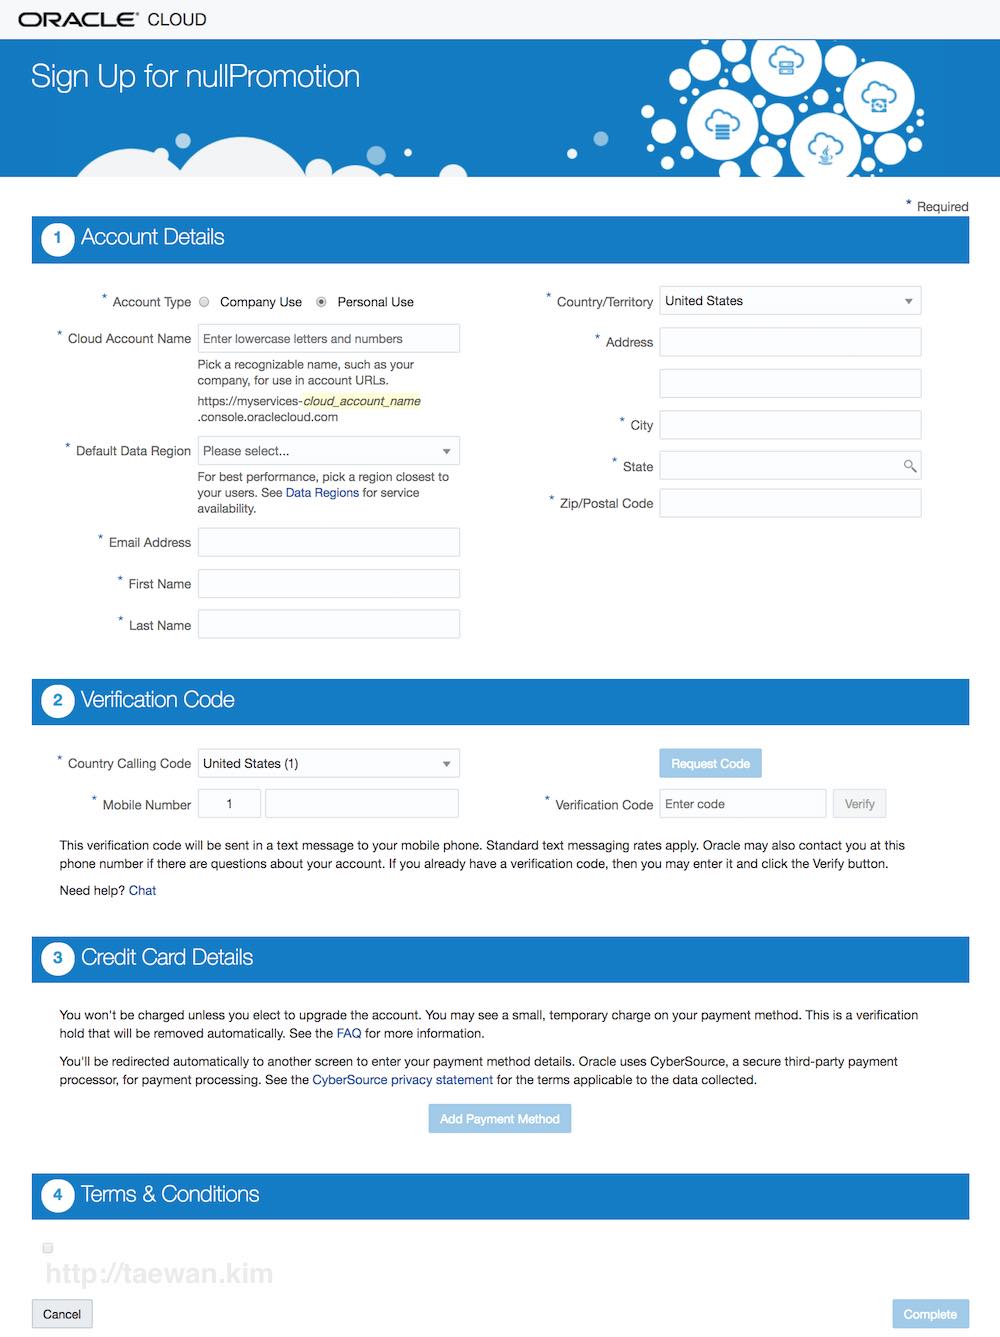 ORACLE® CLOUD
Sign Up for nullPromotion
* Required
1 Account Details
* Account Type Company Use Personal Use
* Cloud Account Name Enter lowercase letters and numbers
Pick a recognizable name, such as your
company, for use in account URLs.
https://myservices-cloud_account_name
.console.oraclecloud.com
* Default Data Region Please select...
For best performance, pick a region closest to
your users. See Data Regions for service
availability.
* Email Address
* First Name
* Last Name
* Country/Territory United States
* Address
* City
* State
* Zip/Postal Code
2 Verification Code
* Country Calling Code United States (1)
* Mobile Number 1
Request Code
* Verification Code Enter code Verify
This verification code will be sent in a text message to your mobile phone. Standard text messaging rates apply. Oracle may also contact you at this
phone number if there are questions about your account. If you already have a verification code, then you may enter it and click the Verify button.
Need help? Chat
3 Credit Card Details
You won't be charged unless you elect to upgrade the account. You may see a small, temporary charge on your payment method. This is a verification
hold that will be removed automatically. See the FAQ for more information.
You'll be redirected automatically to another screen to enter your payment method details. Oracle uses CyberSource, a secure third-party payment
processor, for payment processing. See the CyberSource privacy statement for the terms applicable to the data collected.
Add Payment Method
4 Terms & Conditions
http://taewan.kim
Cancel Complete